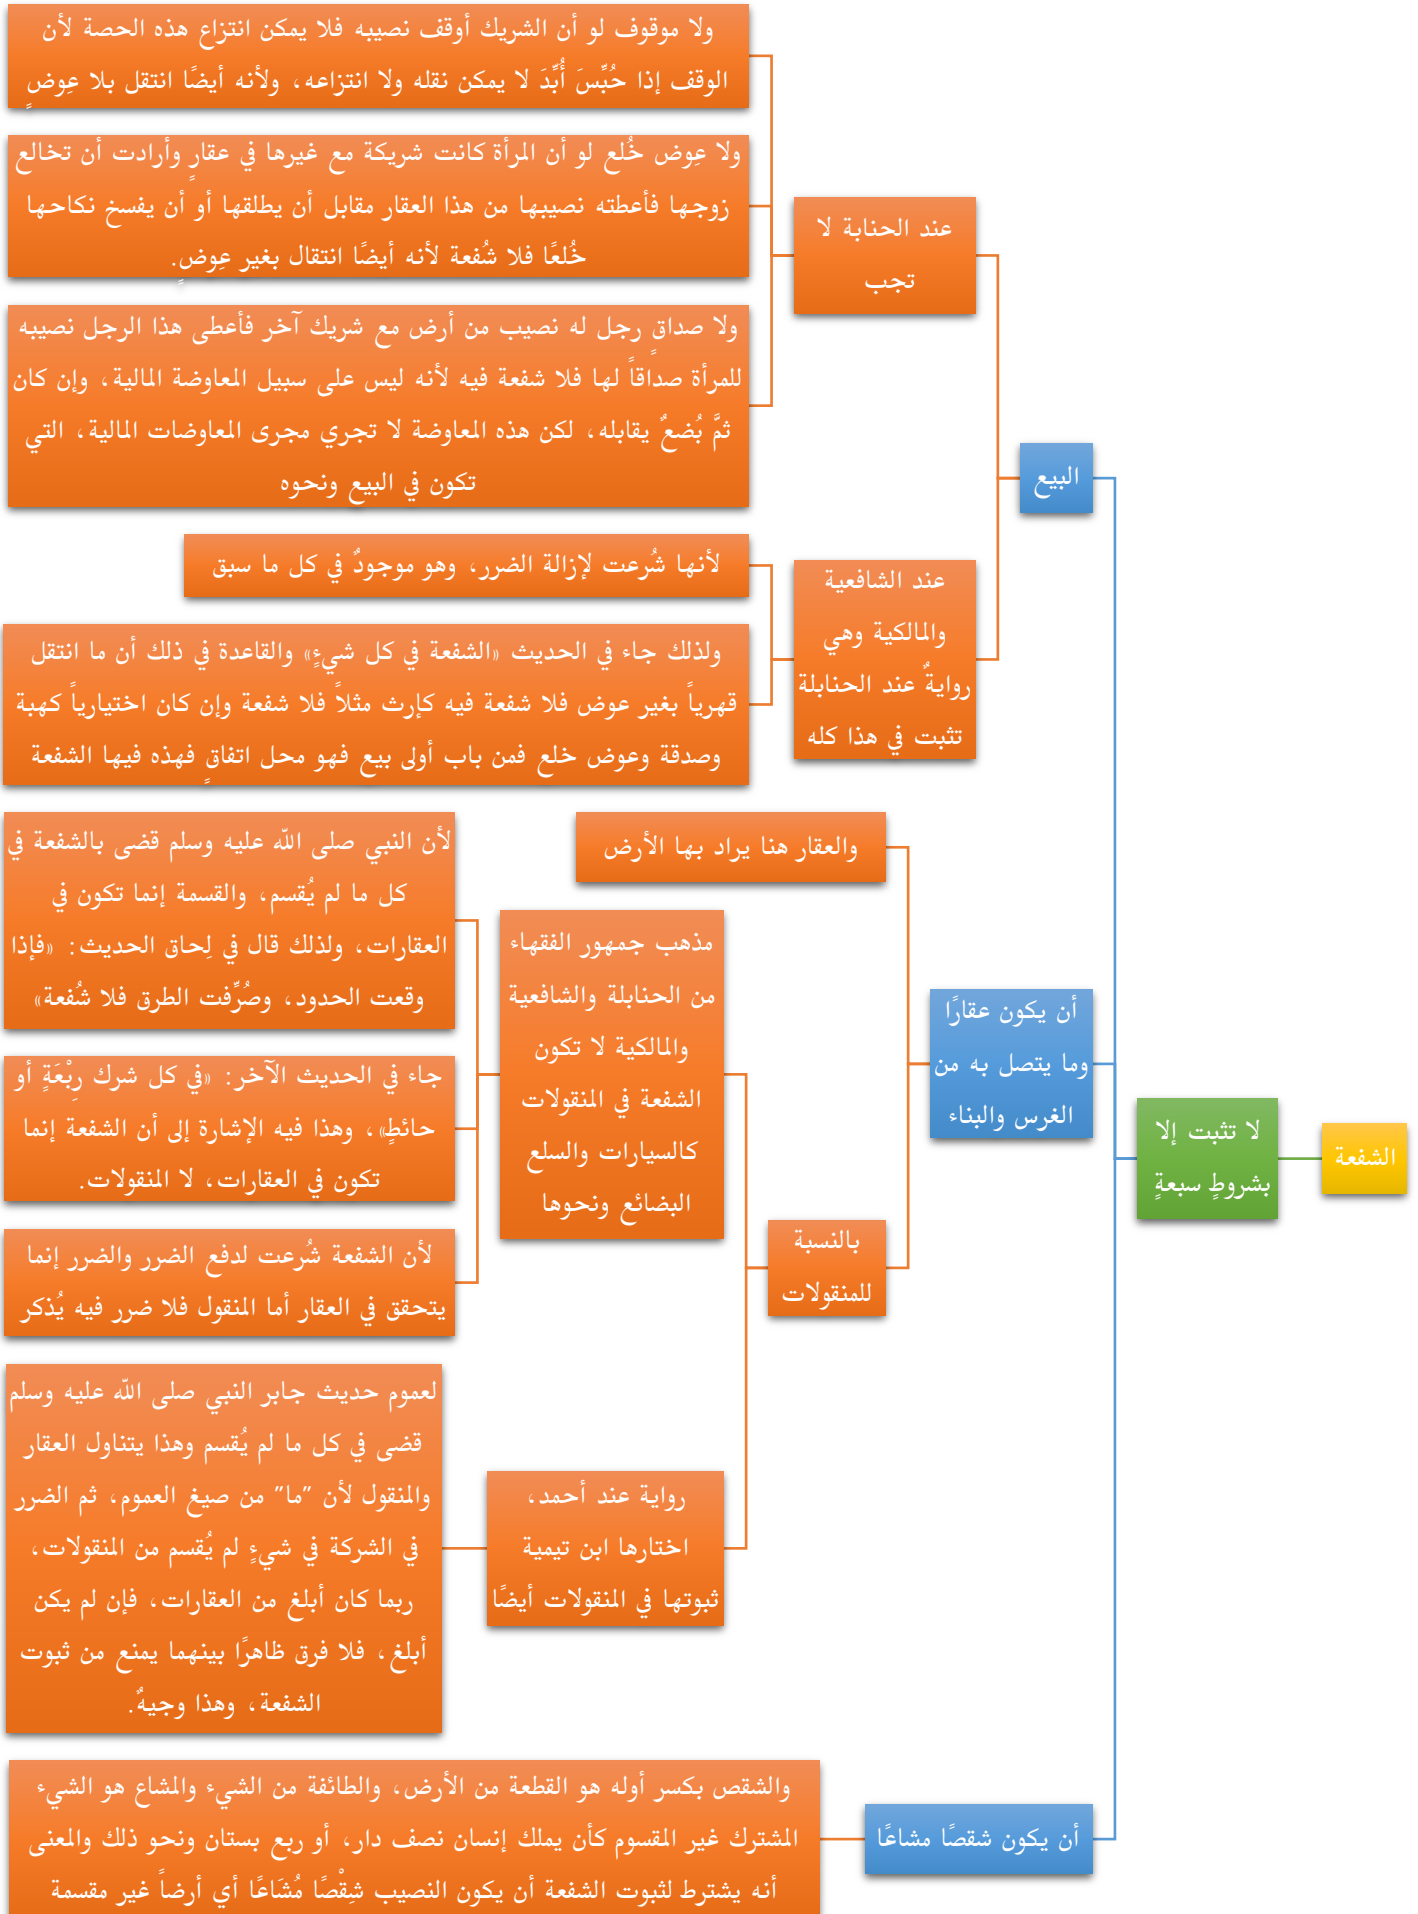 الشفعة
لا تثبت إلا
بشروطٍ سبعةٍ
البيع
عند الحنابة لا
تجب
ولا موقوف لو أن الشريك أوقف نصيبه فلا يمكن انتزاع هذه الحصة لأن
الوقف إذا حُبِّسَ أُبِّدَ لا يمكن نقله ولا انتزاعه، ولأنه أيضًا انتقل بلا عِوضٍ
ولا عِوض خُلع لو أن المرأة كانت شريكة مع غيرها في عقارٍ وأرادت أن تخالع
زوجها فأعطته نصيبها من هذا العقار مقابل أن يطلقها أو أن يفسخ نكاحها
خُلعًا فلا شُفعة لأنه أيضًا انتقال بغير عِوضٍ.
ولا صداقٍ رجل له نصيب من أرض مع شريك آخر فأعطى هذا الرجل نصيبه
للمرأة صداقاً لها فلا شفعة فيه لأنه ليس على سبيل المعاوضة المالية، وإن كان
ثمَّ بُضعٌ يقابله، لكن هذه المعاوضة لا تجري مجرى المعاوضات المالية، التي
تكون في البيع ونحوه
عند الشافعية
والمالكية وهي
روايةٌ عند الحنابلة
تثبت في هذا كله
لأنها شُرعت لإزالة الضرر، وهو موجودٌ في كل ما سبق
ولذلك جاء في الحديث «الشفعة في كل شيءٍ» والقاعدة في ذلك أن ما انتقل
قهرياً بغير عوض فلا شفعة فيه كإرث مثلاً فلا شفعة وإن كان اختيارياً كهبة
وصدقة وعوض خلع فمن باب أولى بيع فهو محل اتفاقٍ فهذه فيها الشفعة
أن يكون عقارًا
وما يتصل به من
الغرس والبناء
والعقار هنا يراد بها الأرض
بالنسبة
للمنقولات
مذهب جمهور الفقهاء
من الحنابلة والشافعية
والمالكية لا تكون
الشفعة في المنقولات
كالسيارات والسلع
البضائع ونحوها
لأن النبي صلى الله عليه وسلم قضى بالشفعة في
كل ما لم يُقسم، والقسمة إنما تكون في
العقارات، ولذلك قال في لِحاق الحديث: «فإذا
وقعت الحدود، وصُرِّفت الطرق فلا شُفعة»
جاء في الحديث الآخر: «في كل شرك رِبْعَةٍ أو
حائطٍ»، وهذا فيه الإشارة إلى أن الشفعة إنما
تكون في العقارات، لا المنقولات.
لأن الشفعة شُرعت لدفع الضرر والضرر إنما
يتحقق في العقار أما المنقول فلا ضرر فيه يُذكر
رواية عند أحمد،
اختارها ابن تيمية
ثبوتها في المنقولات أيضًا
لعموم حديث جابر النبي صلى الله عليه وسلم
قضى في كل ما لم يُقسم وهذا يتناول العقار
والمنقول لأن "ما" من صيغ العموم، ثم الضرر
في الشركة في شيءٍ لم يُقسم من المنقولات،
ربما كان أبلغ من العقارات، فإن لم يكن
أبلغ، فلا فرق ظاهرًا بينهما يمنع من ثبوت
الشفعة، وهذا وجيهٌ.
أن يكون شقصًا مشاعًا
والشقص بكسر أوله هو القطعة من الأرض، والطائفة من الشيء والمشاع هو الشيء
المشترك غير المقسوم كأن يملك إنسان نصف دار، أو ربع بستان ونحو ذلك والمعنى
أنه يشترط لثبوت الشفعة أن يكون النصيب شِقْصًا مُشَاعًا أي أرضاً غير مقسمة